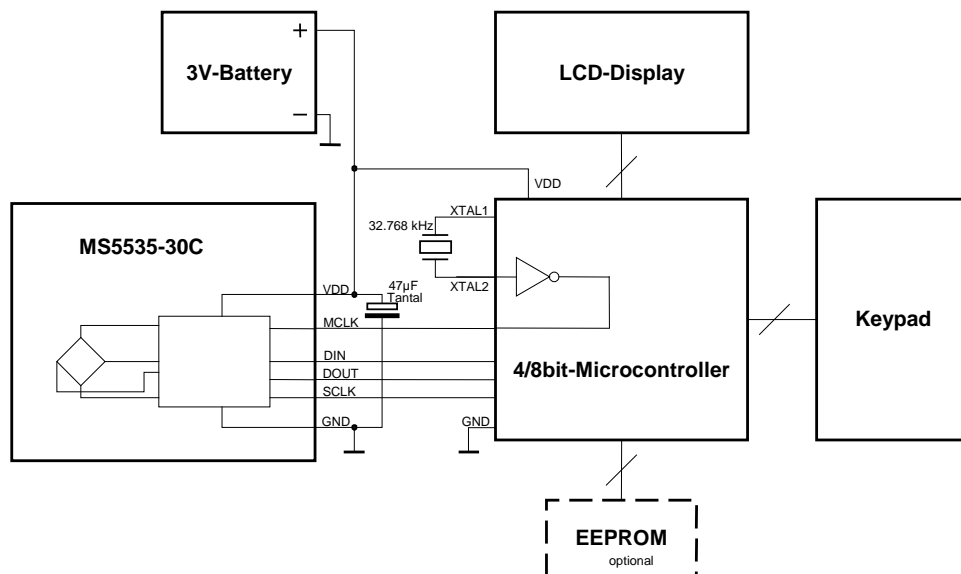 +
3V-Battery
−
LCD-Display
VDD
MS5535-30C
XTAL1
32.768 kHz
XTAL2
47µF
Tantal
VDD
MCLK
DIN
DOUT
SCLK
GND
4/8bit-Microcontroller
GND
Keypad
EEPROM
optional